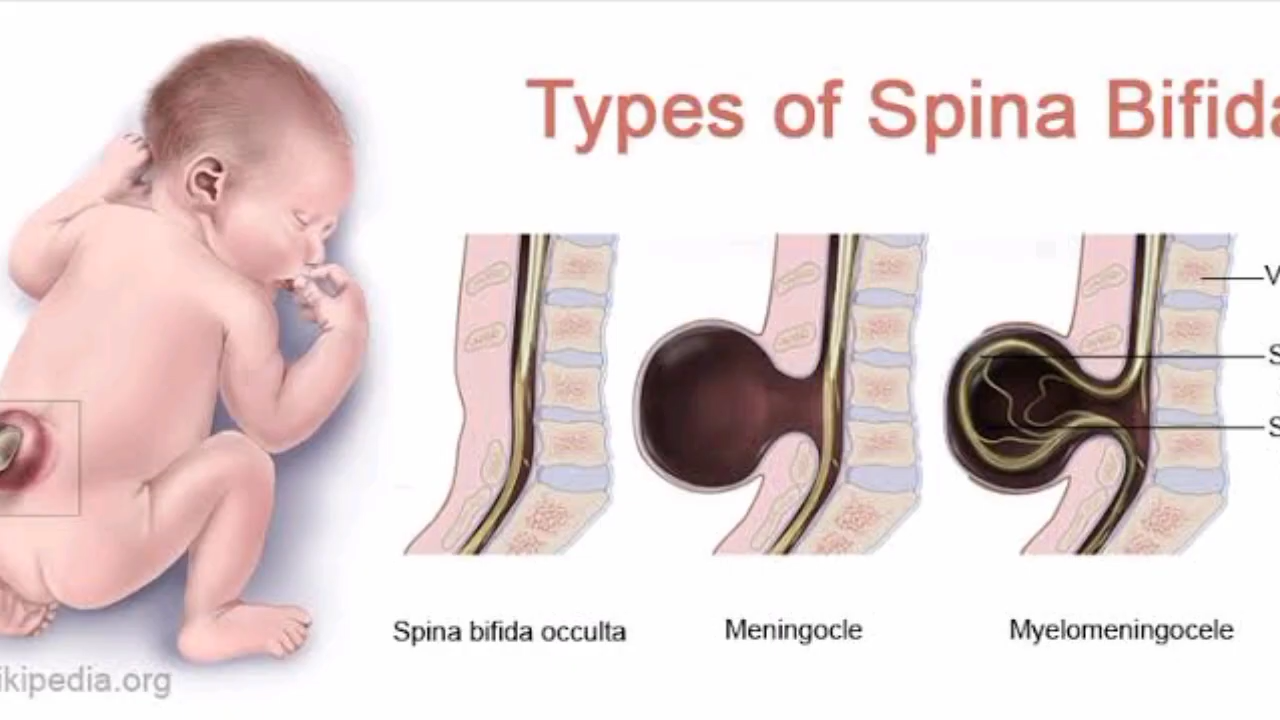 Types of Spina Bifida
Spina bifida occulta
Meningocle
Myelomeningocele
ikipedia.org